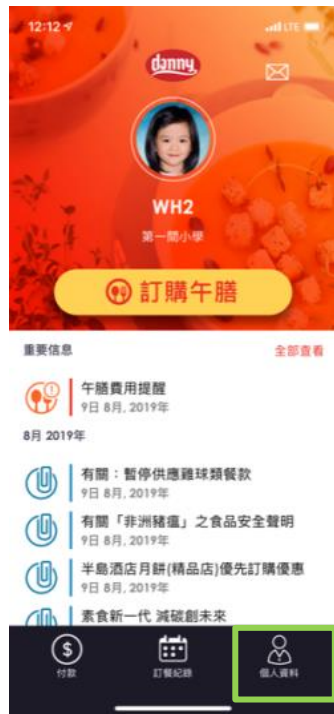 12:12
LTE
danny
WH2
第一間小學
訂購午膳
重要信息 全部查看
午膳費用提醒
9日 8月, 2019年
8月 2019年
有關：暫停供應雞球類餐款
9日 8月, 2019年
有關「非洲豬瘟」之食品安全聲明
9日 8月, 2019年
半島酒店月餅(精品店)優先訂購優惠
9日 8月, 2019年
素食新一代 減碳創未來
付款 訂餐紀錄 個人資料